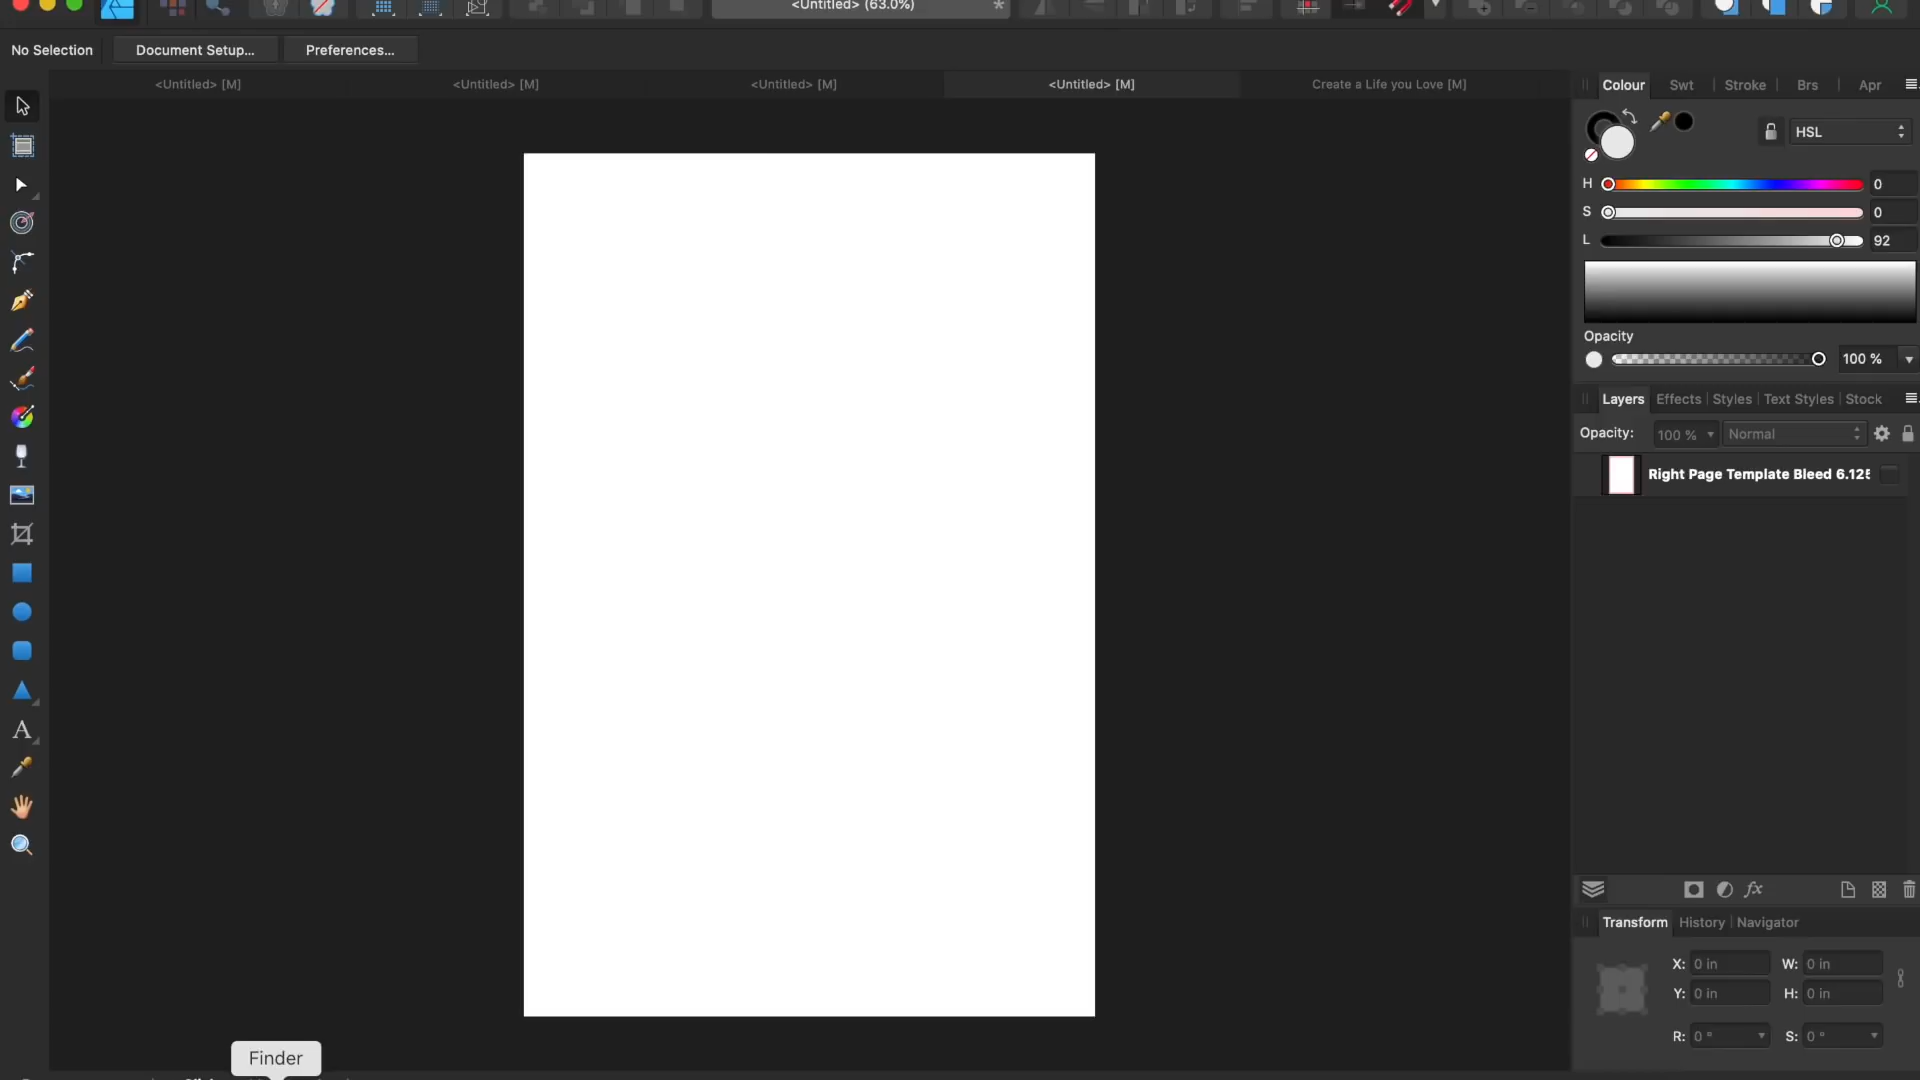 <Untitled> (63.0%)
*
No Selection
Document Setup...
Preferences...
<Untitled> [M]
<Untitled> [M]
<Untitled> [M]
<Untitled> [M]
Create a Life you Love [M]
Colour
Swt
Stroke
Brs
Apr
HSL
H
0
S
0
L
92
Opacity
100 %
Layers
Effects
Styles
Text Styles
Stock
Opacity:
100 %
Normal
Right Page Template Bleed 6.125
fx
A
Transform
History
Navigator
X:
0 in
W:
0 in
Y:
0 in
H:
0 in
R:
0 °
S:
0 °
Finder